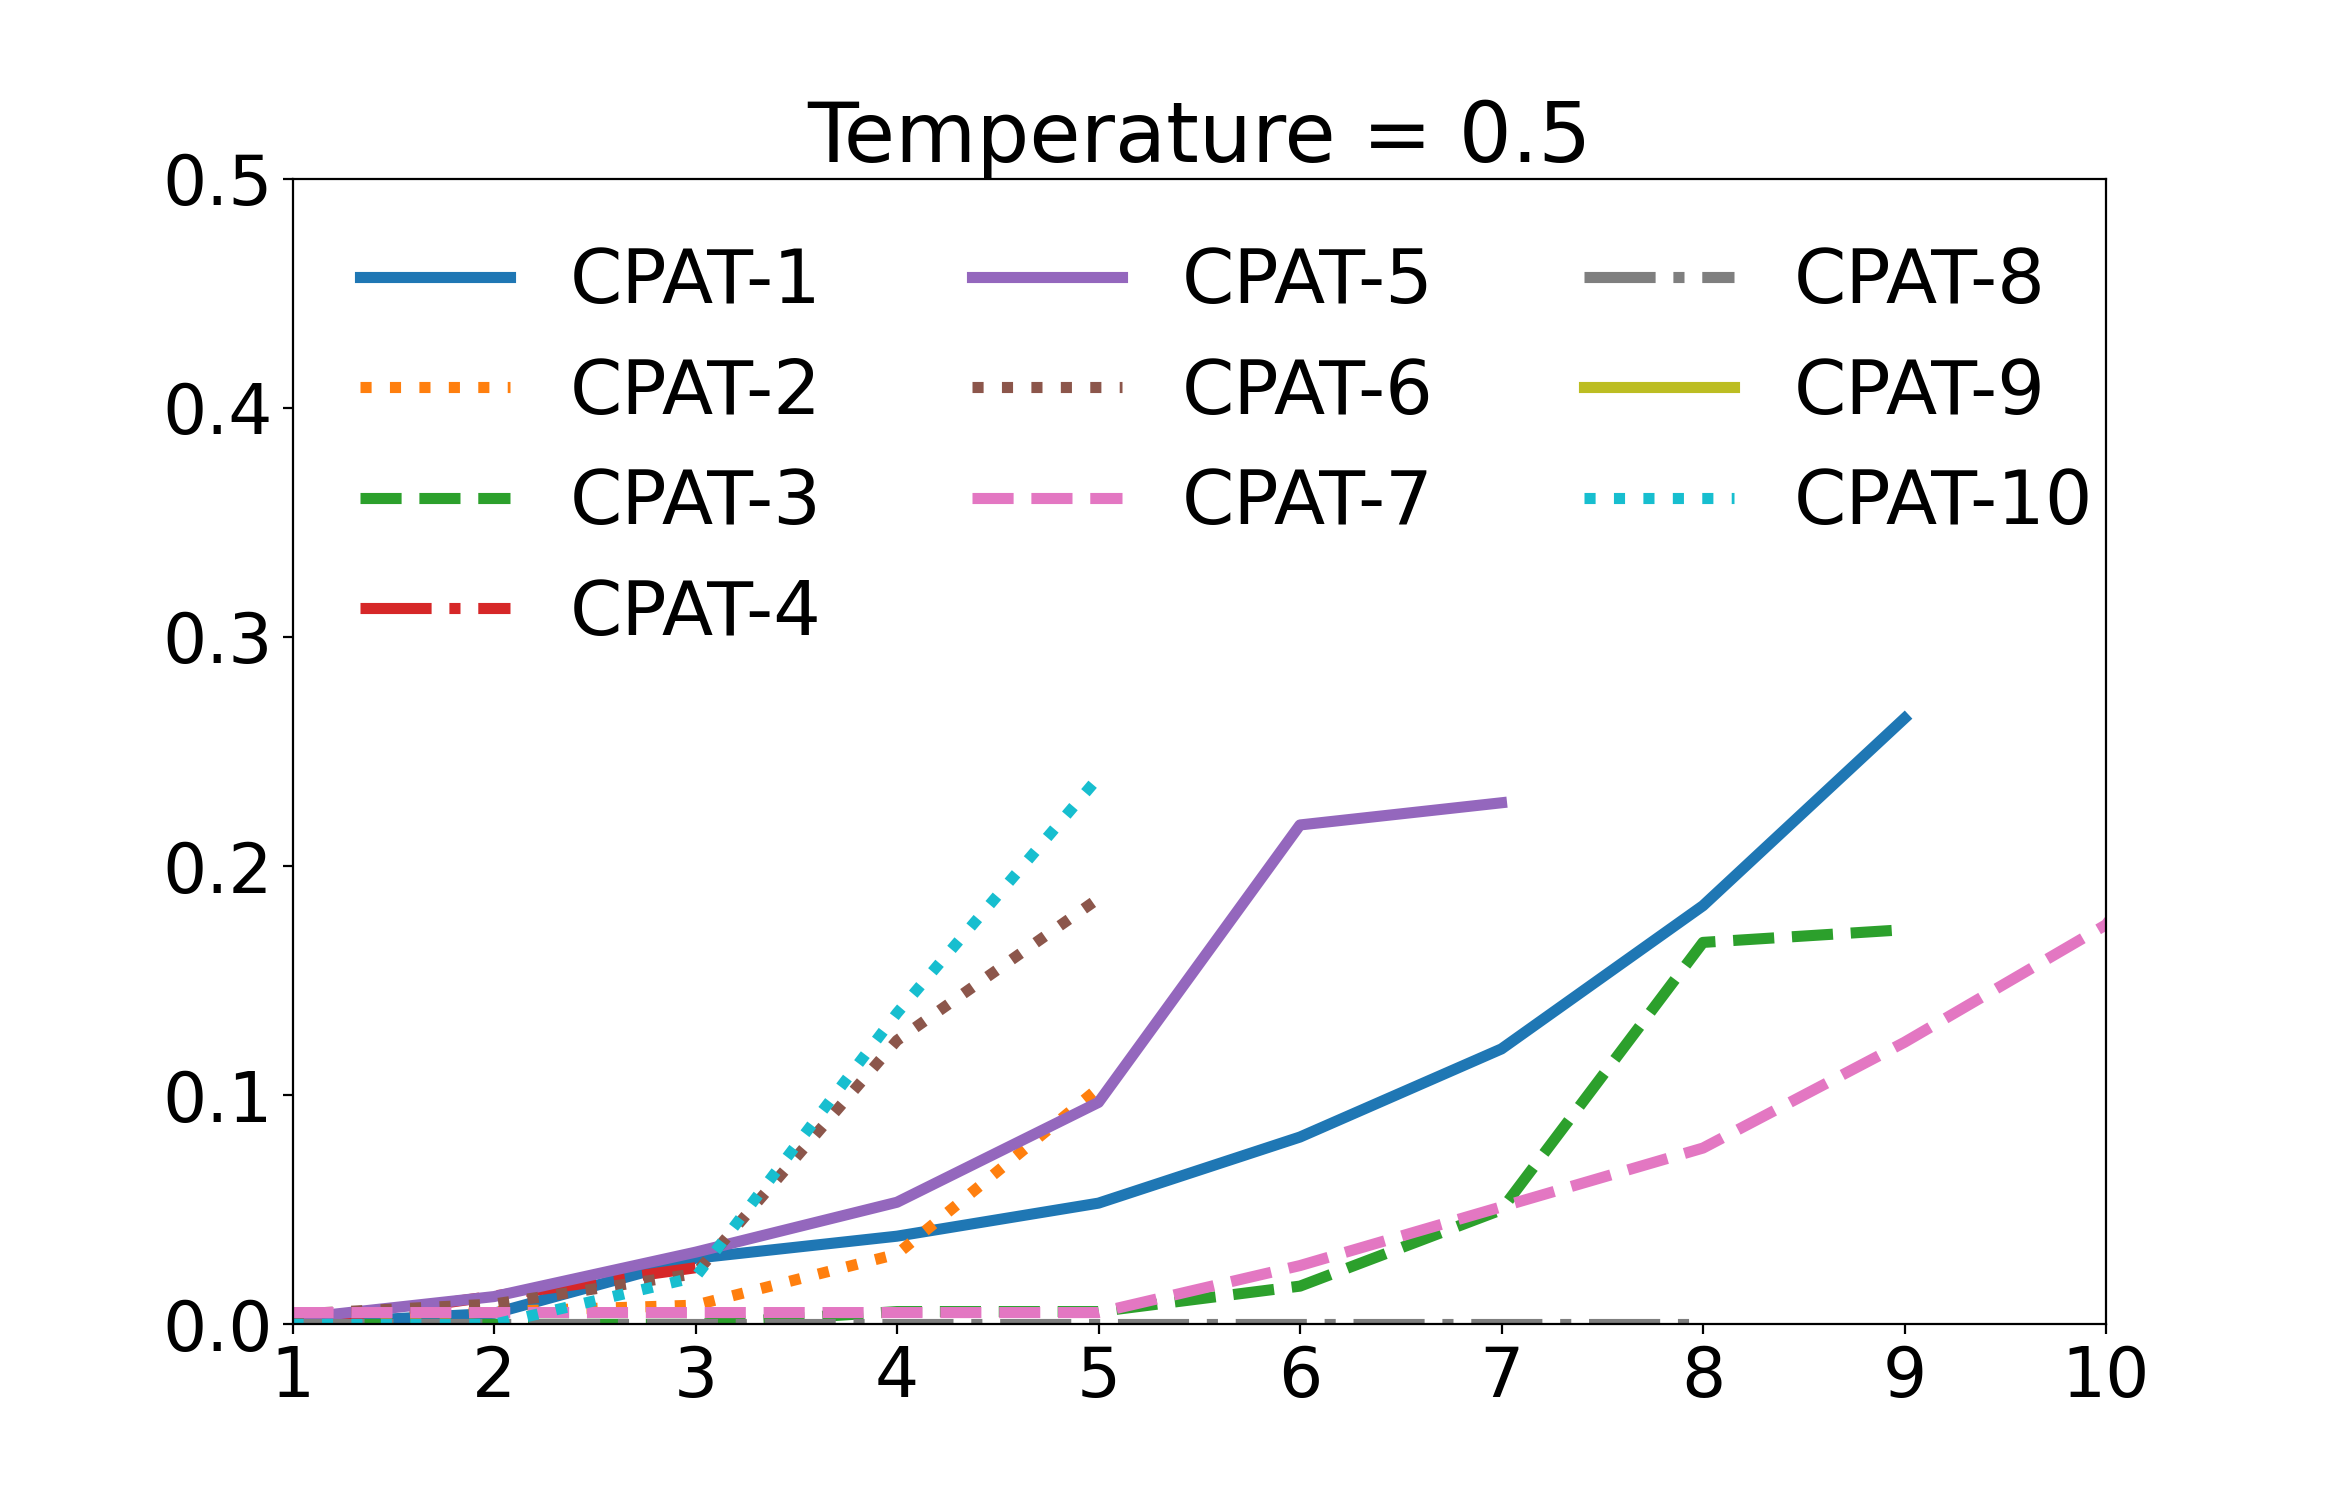 Temperature = 0.5
0.5
0.4
0.3
0.2
0.1
0.0
CPAT-1
CPAT-2
CPAT-3
CPAT-4
CPAT-5
CPAT-6
CPAT-7
CPAT-8
CPAT-9
CPAT-10
1 2 3 4 5 6 7 8 9 10